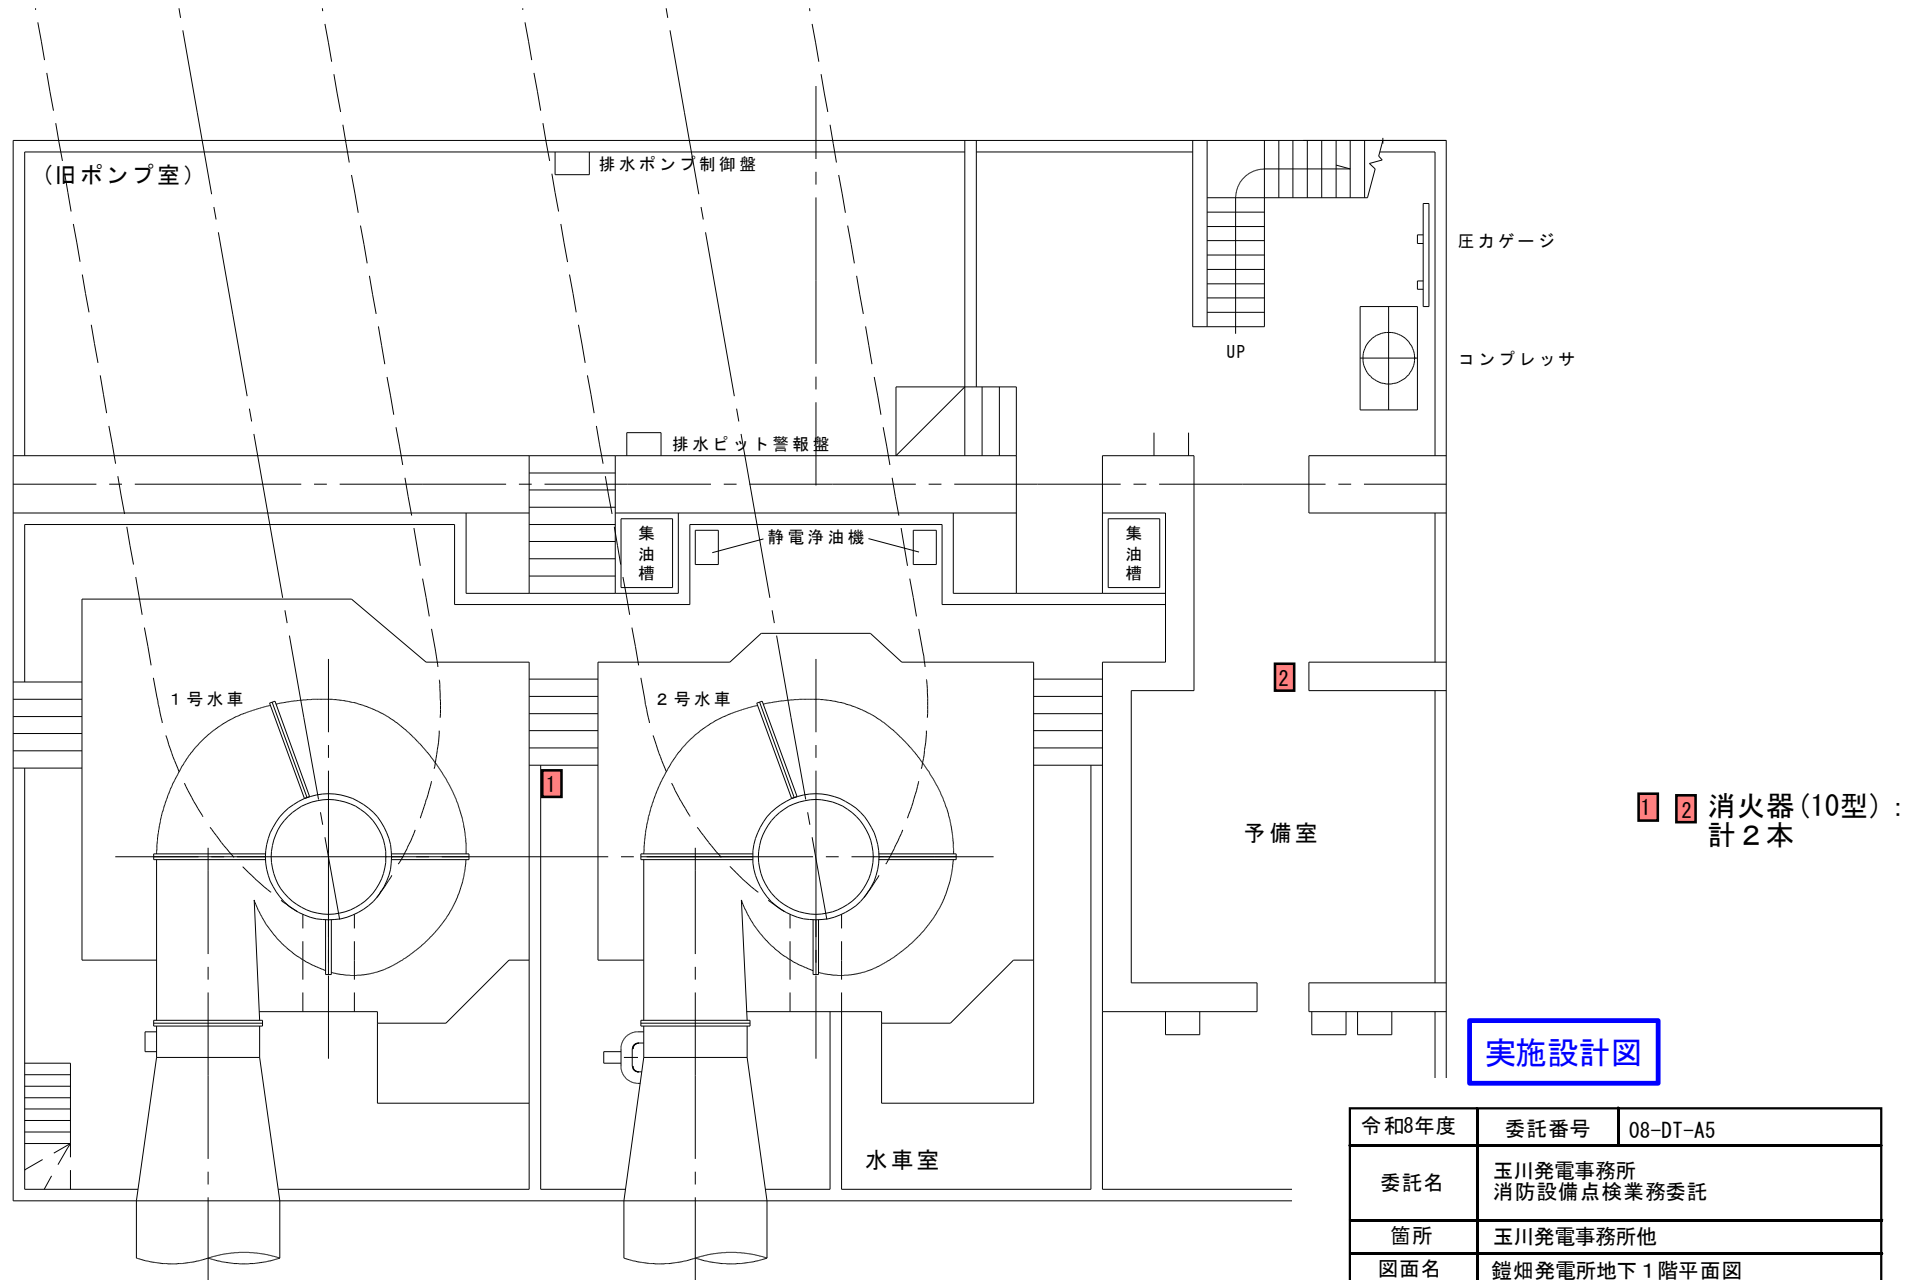 (旧ポンプ室)
排水ポンプ制御盤
圧力ゲージ
UP
コンプレッサ
排水ピット警報盤
集油槽
静電浄油機
集油槽
1号水車
2号水車
2
1
予備室
1 2 消火器(10型):
計2本
実施設計図
水車室
令和8年度 委託番号 08-DT-A5
委託名 玉川発電事務所
消防設備点検業務委託
箇所 玉川発電事務所他
図面名 鎧畑発電所地下1階平面図